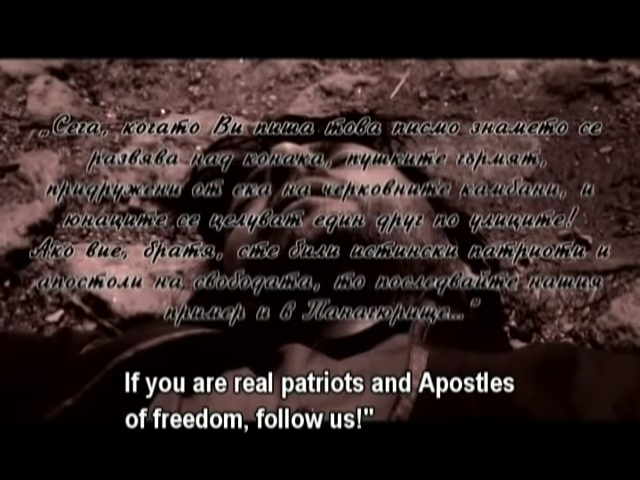 „Сега, когато Ви пиша това писмо знамето се
развява над конака, пушките гърмят,
придружени от ека на черковните камбани, и
юнаците се целуват един друг по улиците!
Ако вие, братя, сте били истински патриоти и
апостоли на свободата, то последвайте нашия
пример и в Панагюрище..."
If you are real patriots and Apostles
of freedom, follow us!"